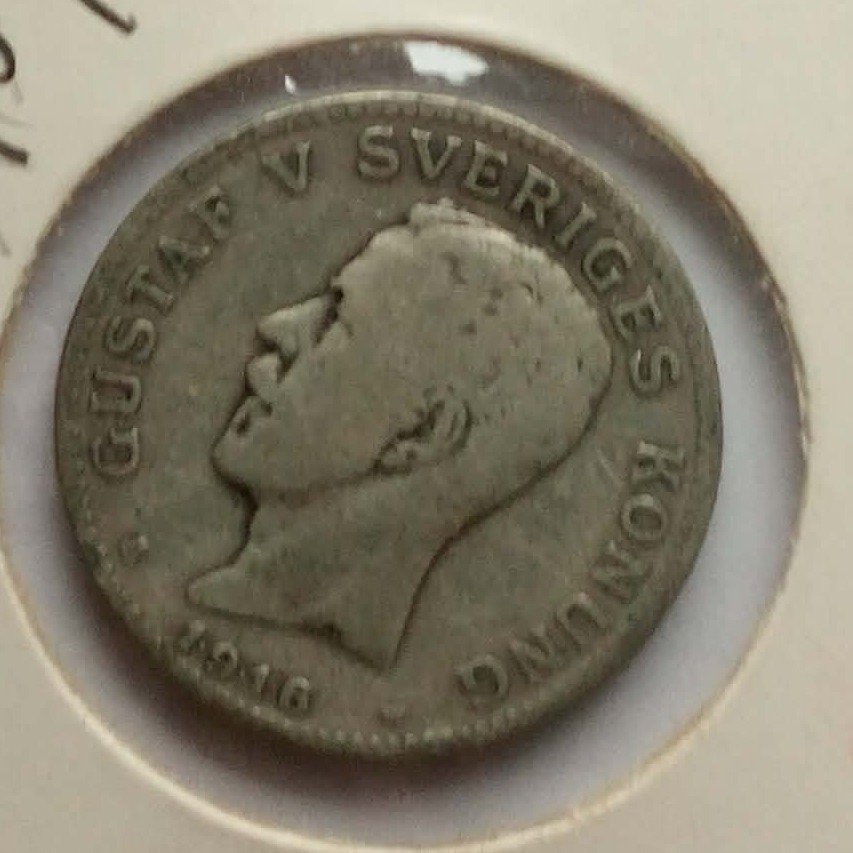 GUSTAF V SVERIGES KONUNG
1916